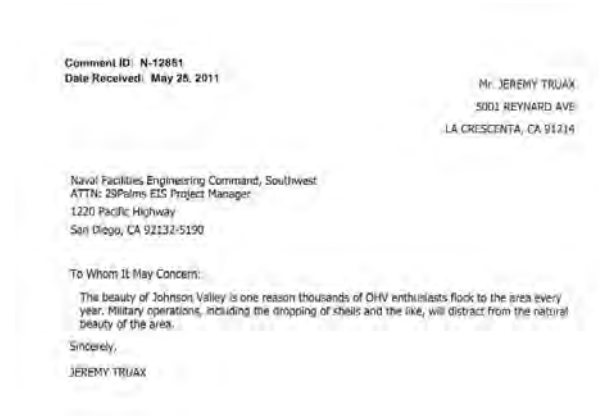 Comment ID: N-12851
Date Received: May 25, 2011
Mr. JEREMY TRUAX
5001 REYNARD AVE
LA CRESCENTA, CA 91214
Naval Facilities Engineering Command, Southwest
ATTN: 29Palms EIS Project Manager
1220 Pacific Highway
San Diego, CA 92132-5190
To Whom It May Concern:
The beauty of Johnson Valley is one reason thousands of OHV enthusiasts flock to the area every
year. Military operations, including the dropping of shells and the like, will distract from the natural
beauty of the area.
Sincerely,
JEREMY TRUAX